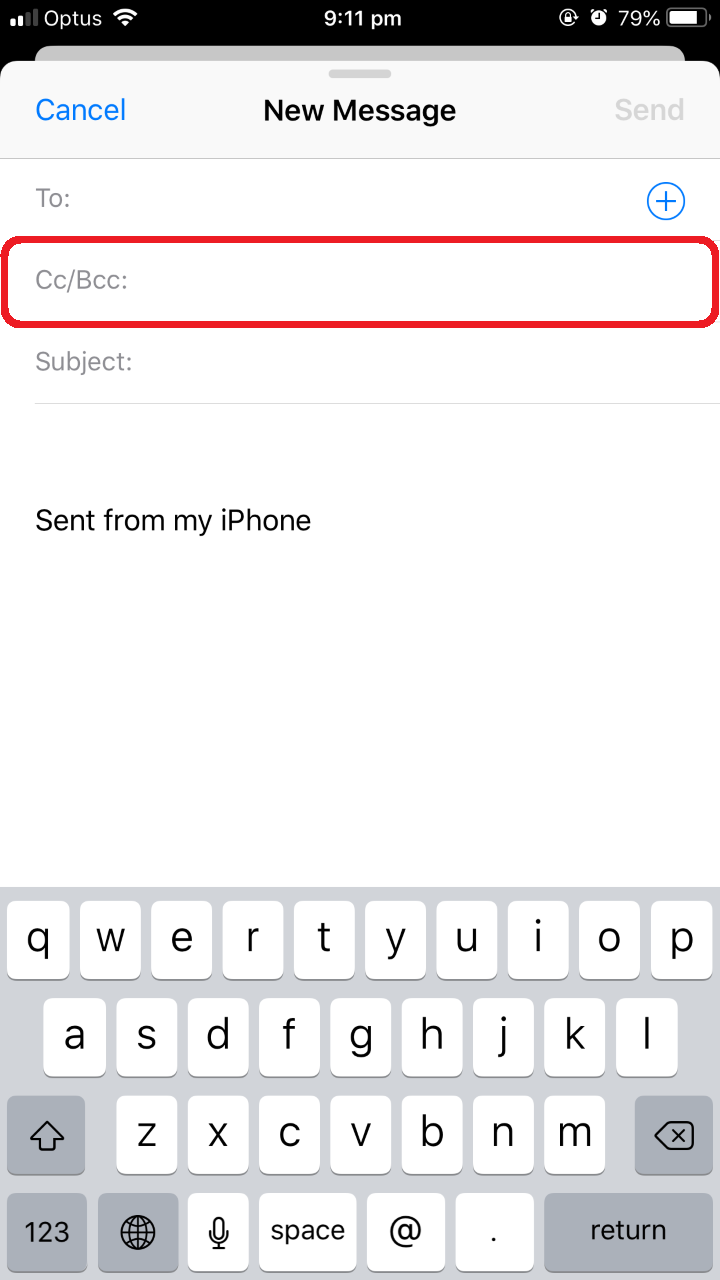 Optus 9:11 pm 79%
Cancel New Message Send
To:
Cc/Bcc:
Subject:
Sent from my iPhone
q w e r t y u i o p
a s d f g h j k l
z x c v b n m
123 space @ . return